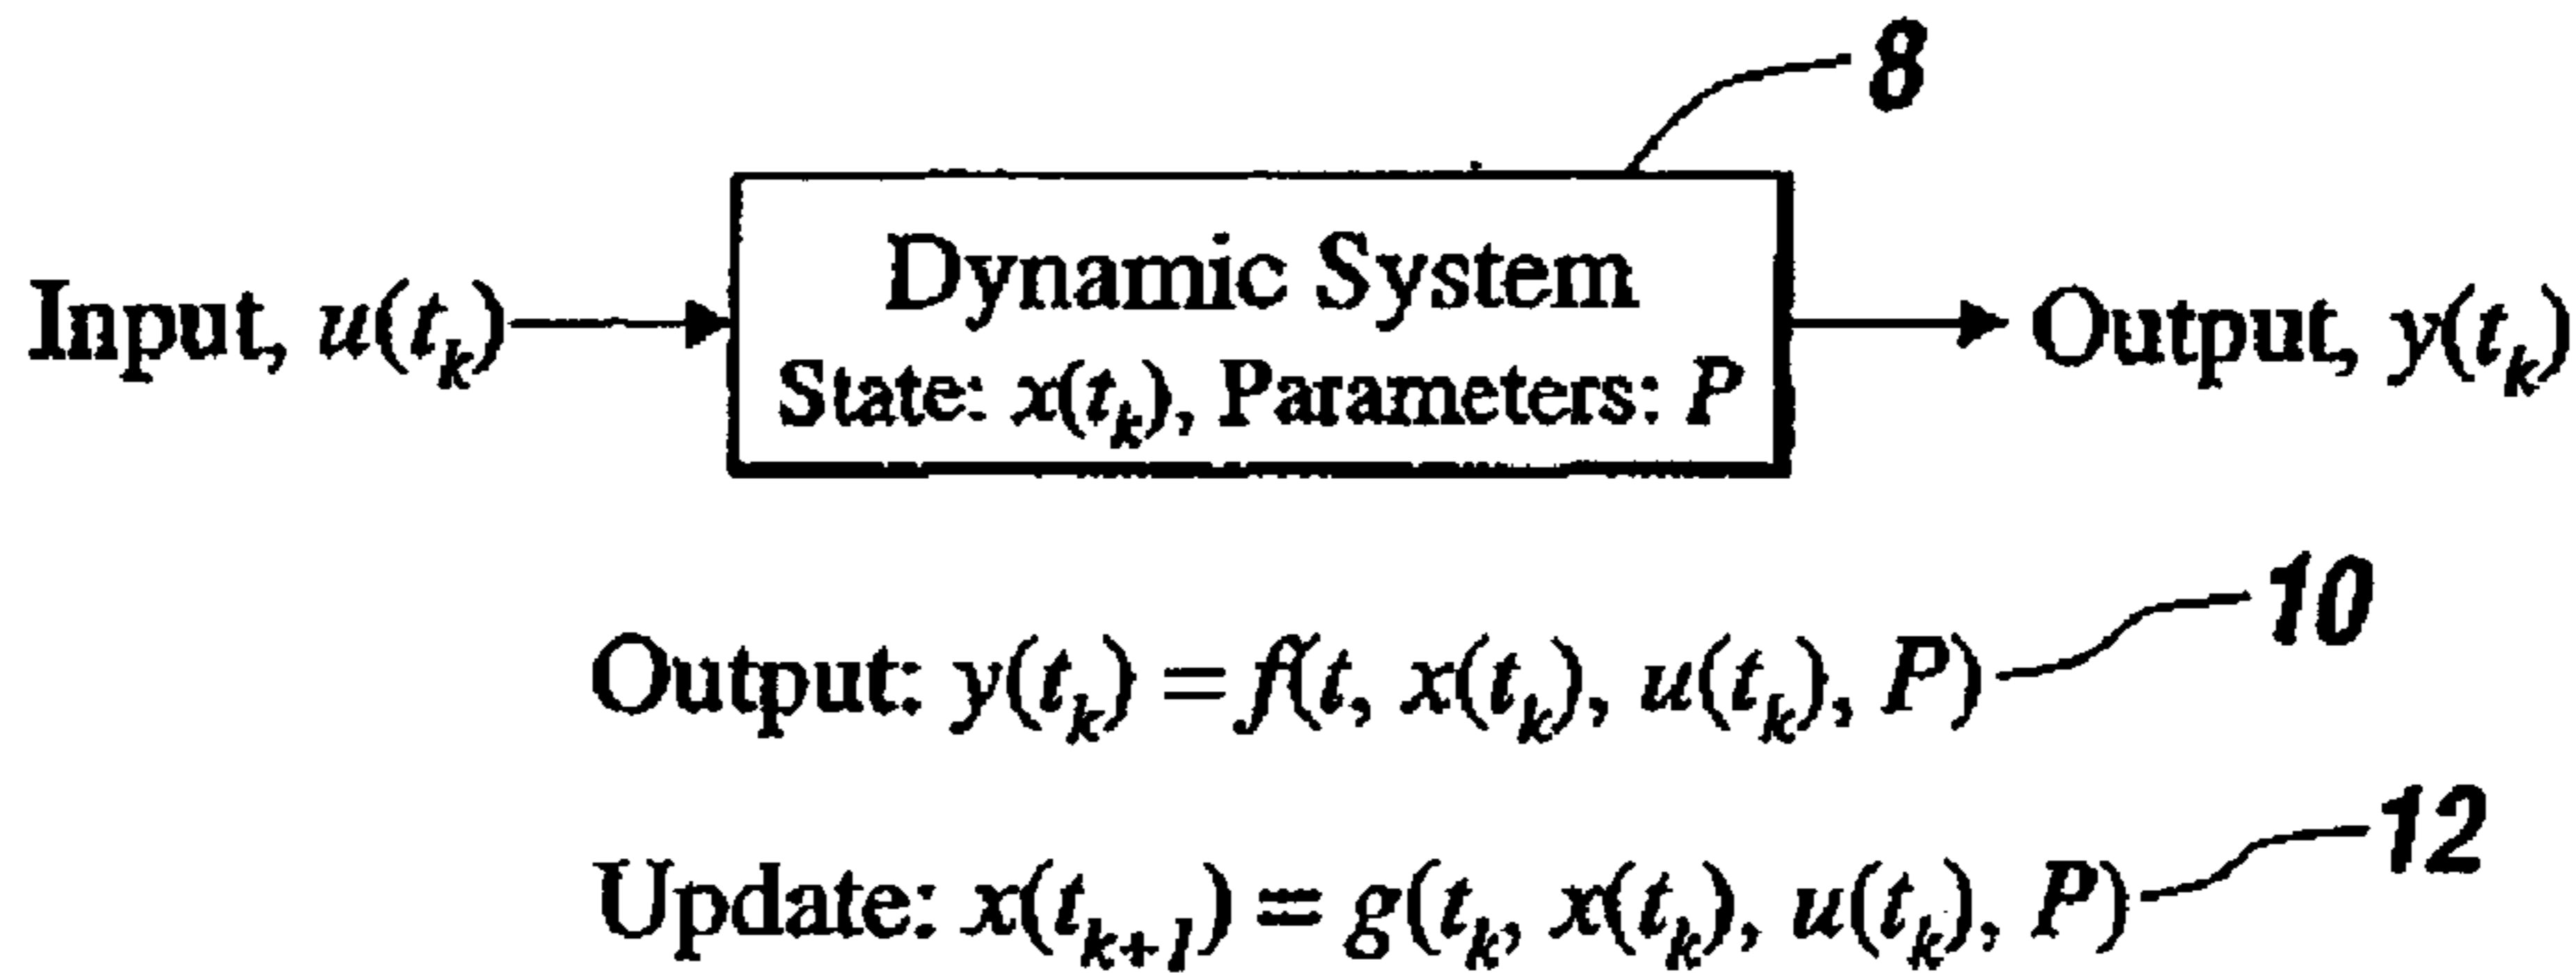 8
Dynamic System
Input, u(t_k)
Output, y(t_k)
State: x(t_k), Parameters: P
10
Output: y(t_k) = f(t, x(t_k), u(t_k), P)
12
Update: x(t_{k+1}) = g(t_k, x(t_k), u(t_k), P)